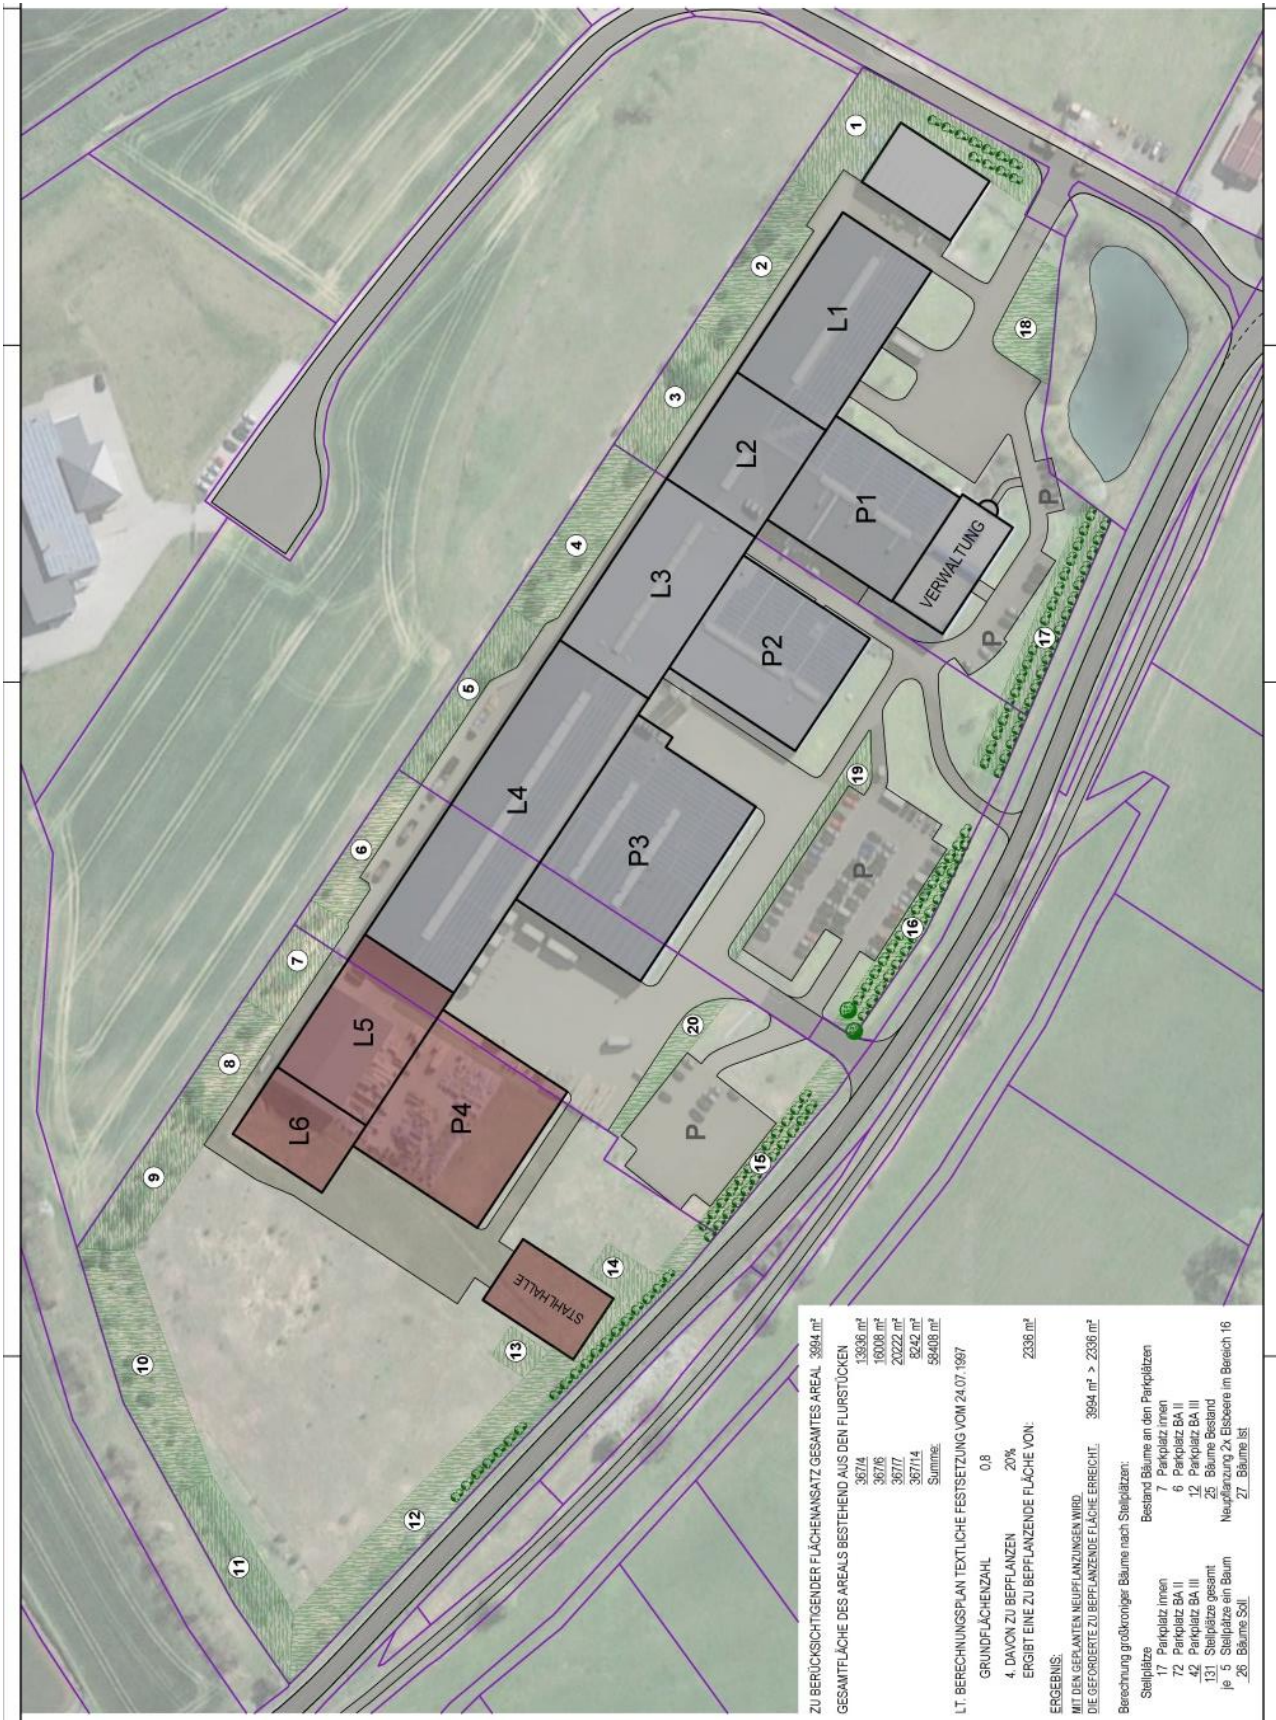 1
2
3
4
5
6
7
8
9
10
11
12
13
14
15
16
17
18
19
20
L1
L2
L3
L4
L5
L6
P1
P2
P3
P4
VERWALTUNG
STAHLHALLE
P
P
P
P
ZU BERÜCKSICHTIGENDER FLÄCHENANSATZ GESAMTES AREAL 3994 m²
GESAMTFLÄCHE DES AREALS BESTEHEND AUS DEN FLURSTÜCKEN
367/4 13936 m²
367/6 16008 m²
367/7 20222 m²
367/14 8242 m²
Summe: 58408 m²
LT. BERECHNUNGSPLAN TEXTLICHE FESTSETZUNG VOM 24.07.1997
GRUNDFLÄCHENZAHL 0,8
4. DAVON ZU BEPFLANZEN 20%
ERGIBT EINE ZU BEPFLANZENDE FLÄCHE VON: 2336 m²
ERGEBNIS:
MIT DEN GEPLANTEN NEUPFLANZUNGEN WIRD
DIE GEFORDERTE ZU BEPFLANZENDE FLÄCHE ERREICHT. 3994 m² > 2336 m²
Berechnung großkroniger Bäume nach Stellplätzen:
Stellplätze Bestand Bäume an den Parkplätzen
17 Parkplatz innen 7 Parkplatz innen
72 Parkplatz BA II 6 Parkplatz BA II
42 Parkplatz BA III 12 Parkplatz BA III
131 Stellplätze gesamt 25 Bäume Bestand
je 5 Stellplätze ein Baum Neupflanzung 2x Elsbeere im Bereich 16
26 Bäume Soll 27 Bäume Ist